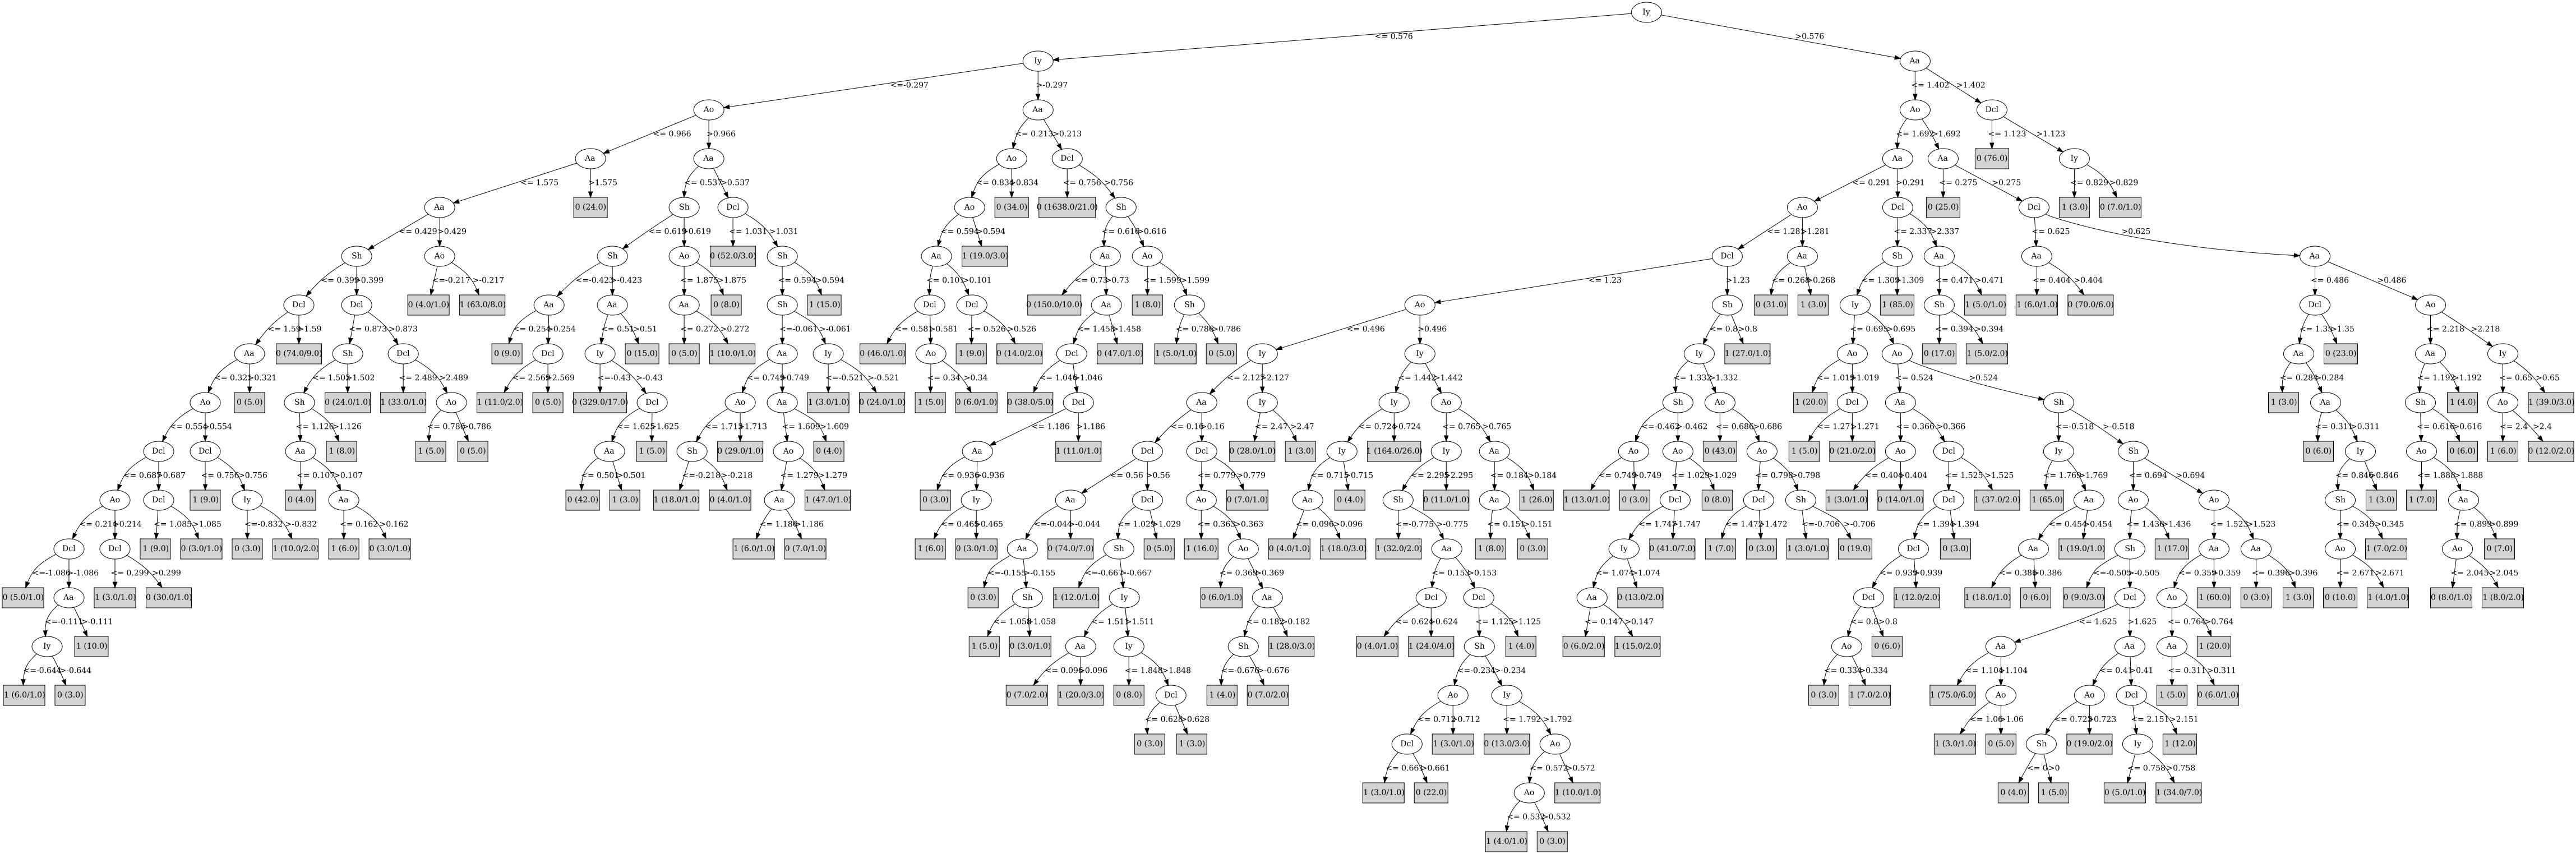 Iy
<= 0.576 >0.576
Iy Aa
<=-0.297 >-0.297 <= 1.402 >1.402
Ao Aa Ao Dcl
<= 0.966 >0.966 <= 0.213 >0.213 <= 1.692 >1.692 <= 1.123 >1.123
Aa Aa Ao Dcl Aa Aa 0 (76.0) Iy
<= 1.575 >1.575 <= 0.537 >0.537 <= 0.834 >0.834 <= 0.756 >0.756 <= 0.291 >0.291 <= 0.275 >0.275 <= 0.829 >0.829
Aa 0 (24.0) Sh Dcl Ao 0 (34.0) 0 (1638.0/21.0) Sh Ao Dcl 0 (25.0) Dcl 1 (3.0) 0 (7.0/1.0)
<= 0.429 >0.429 <= 0.619 >0.619 <= 1.031 >1.031 <= 0.594 >0.594 <= 0.616 >0.616 <= 1.281 >1.281 <= 2.337 >2.337 <= 0.625 >0.625
Sh Ao Sh Ao 0 (52.0/3.0) Sh Aa 1 (19.0/3.0) Aa Ao Dcl Aa Sh Aa Aa Aa
<= 0.399 >0.399 <=-0.217 >-0.217 <=-0.423 >-0.423 <= 1.875 >1.875 <= 0.594 >0.594 <= 0.101 >0.101 <= 0.73 >0.73 <= 1.599 >1.599 <= 1.23 >1.23 <= 0.268 >0.268 <= 1.309 >1.309 <= 0.471 >0.471 <= 0.404 >0.404 <= 0.486 >0.486
Dcl Dcl 0 (4.0/1.0) 1 (63.0/8.0) Aa Aa Aa 0 (8.0) Sh 1 (15.0) Dcl Dcl 0 (150.0/10.0) Aa 1 (8.0) Sh Ao Sh 0 (31.0) 1 (3.0) Iy 1 (85.0) Sh 1 (5.0/1.0) 1 (6.0/1.0) 0 (70.0/6.0) Dcl Ao
<= 1.59 >1.59 <= 0.873 >0.873 <= 0.254 >0.254 <= 0.51 >0.51 <= 0.272 >0.272 <=-0.061 >-0.061 <= 0.581 >0.581 <= 0.526 >0.526 <= 1.458 >1.458 <= 0.786 >0.786 <= 0.496 >0.496 <= 0.8 >0.8 <= 0.695 >0.695 <= 0.394 >0.394 <= 1.35 >1.35 <= 2.218 >2.218
Aa 0 (74.0/9.0) Sh Dcl 0 (9.0) Dcl Iy 0 (15.0) 0 (5.0) 1 (10.0/1.0) Aa Iy 0 (46.0/1.0) Ao 1 (9.0) 0 (14.0/2.0) Dcl 0 (47.0/1.0) 1 (5.0/1.0) 0 (5.0) Iy Iy Iy 1 (27.0/1.0) Ao Ao 0 (17.0) 1 (5.0/2.0) Aa 0 (23.0) Aa Iy
<= 0.321 >0.321 <= 1.502 >1.502 <= 2.489 >2.489 <= 2.569 >2.569 <=-0.43 >-0.43 <= 0.749 >0.749 <=-0.521 >-0.521 <= 0.34 >0.34 <= 1.046 >1.046 <= 2.127 >2.127 <= 1.442 >1.442 <= 1.332 >1.332 <= 1.019 >1.019 <= 0.524 >0.524 <= 0.284 >0.284 <= 1.192 >1.192 <= 0.65 >0.65
Ao 0 (5.0) Sh 0 (24.0/1.0) 1 (33.0/1.0) Ao 1 (11.0/2.0) 0 (5.0) 0 (329.0/17.0) Dcl Ao Aa 1 (3.0/1.0) 0 (24.0/1.0) 1 (5.0) 0 (6.0/1.0) 0 (38.0/5.0) Dcl Aa Iy Iy Ao Sh Ao 1 (20.0) Dcl Aa Sh 1 (3.0) Aa Sh 1 (4.0) Ao 1 (39.0/3.0)
<= 0.554 >0.554 <= 1.126 >1.126 <= 0.786 >0.786 <= 1.625 >1.625 <= 1.713 >1.713 <= 1.609 >1.609 <= 1.186 >1.186 <= 0.16 >0.16 <= 2.47 >2.47 <= 0.724 >0.724 <= 0.765 >0.765 <=-0.462 >-0.462 <= 0.686 >0.686 <= 1.271 >1.271 <= 0.366 >0.366 <=-0.518 >-0.518 <= 0.311 >0.311 <= 0.616 >0.616 <= 2.4 >2.4
Dcl Dcl Aa 1 (8.0) 1 (5.0) 0 (5.0) Aa 1 (5.0) Sh 0 (29.0/1.0) Ao 0 (4.0) Aa 1 (11.0/1.0) Dcl Dcl 0 (28.0/1.0) 1 (3.0) Iy 1 (164.0/26.0) Iy Aa Ao Ao 0 (43.0) Ao 1 (5.0) 0 (21.0/2.0) Ao Dcl Iy Sh 0 (6.0) Iy Ao 0 (6.0) 1 (6.0) 0 (12.0/2.0)
<= 0.687 >0.687 <= 0.756 >0.756 <= 0.107 >0.107 <= 0.501 >0.501 <=-0.218 >-0.218 <= 1.279 >1.279 <= 0.936 >0.936 <= 0.56 >0.56 <= 0.779 >0.779 <= 0.715 >0.715 <= 2.295 >2.295 <= 0.184 >0.184 <= 0.749 >0.749 <= 1.029 >1.029 <= 0.798 >0.798 <= 0.404 >0.404 <= 1.525 >1.525 <= 1.769 >1.769 <= 0.694 >0.694 <= 0.846 >0.846 <= 1.888 >1.888
Ao Dcl 1 (9.0) Iy 0 (4.0) Aa 0 (42.0) 1 (3.0) 1 (18.0/1.0) 0 (4.0/1.0) Aa 1 (47.0/1.0) 0 (3.0) Iy Aa Dcl Ao 0 (7.0/1.0) Aa 0 (4.0) Sh 0 (11.0/1.0) Aa 1 (26.0) 1 (13.0/1.0) 0 (3.0) Dcl 0 (8.0) Dcl Sh 1 (3.0/1.0) 0 (14.0/1.0) Dcl 1 (37.0/2.0) 1 (65.0) Aa Ao Ao Sh 1 (3.0) 1 (7.0) Aa
<= 0.214 >0.214 <= 1.085 >1.085 <=-0.832 >-0.832 <= 0.162 >0.162 <= 1.186 >1.186 <= 0.465 >0.465 <=-0.044 >-0.044 <= 1.029 >1.029 <= 0.363 >0.363 <= 0.096 >0.096 <=-0.775 >-0.775 <= 0.151 >0.151 <= 1.747 >1.747 <= 1.472 >1.472 <=-0.706 >-0.706 <= 1.394 >1.394 <= 0.454 >0.454 <= 1.436 >1.436 <= 1.523 >1.523 <= 0.345 >0.345 <= 0.899 >0.899
Dcl Dcl 1 (9.0) 0 (3.0/1.0) 0 (3.0) 1 (10.0/2.0) 1 (6.0) 0 (3.0/1.0) 1 (6.0/1.0) 0 (7.0/1.0) 1 (6.0) 0 (3.0/1.0) Aa 0 (74.0/7.0) Sh 0 (5.0) 1 (16.0) Ao 0 (4.0/1.0) 1 (18.0/3.0) 1 (32.0/2.0) Aa 1 (8.0) 0 (3.0) Iy 0 (41.0/7.0) 1 (7.0) 0 (3.0) 1 (3.0/1.0) 0 (19.0) Dcl 0 (3.0) Aa 1 (19.0/1.0) Sh 1 (17.0) Aa Aa Ao 1 (7.0/2.0) Ao 0 (7.0)
<=-1.086 >-1.086 <= 0.299 >0.299 <=-0.155 >-0.155 <=-0.667 >-0.667 <= 0.369 >0.369 <= 0.153 >0.153 <= 1.074 >1.074 <= 0.939 >0.939 <= 0.386 >0.386 <=-0.505 >-0.505 <= 0.359 >0.359 <= 0.396 >0.396 <= 2.671 >2.671 <= 2.045 >2.045
0 (5.0/1.0) Aa 1 (3.0/1.0) 0 (30.0/1.0) 0 (3.0) Sh 1 (12.0/1.0) Iy 0 (6.0/1.0) Aa Dcl Dcl Aa 0 (13.0/2.0) Dcl 1 (12.0/2.0) 1 (18.0/1.0) 0 (6.0) 0 (9.0/3.0) Dcl Ao 1 (60.0) 0 (3.0) 1 (3.0) 0 (10.0) 1 (4.0/1.0) 0 (8.0/1.0) 1 (8.0/2.0)
<=-0.111 >-0.111 <= 1.058 >1.058 <= 1.511 >1.511 <= 0.182 >0.182 <= 0.624 >0.624 <= 1.125 >1.125 <= 0.147 >0.147 <= 0.8 >0.8 <= 1.625 >1.625 <= 0.764 >0.764
Iy 1 (10.0) 1 (5.0) 0 (3.0/1.0) Aa Iy Sh 1 (28.0/3.0) 0 (4.0/1.0) 1 (24.0/4.0) Sh 1 (4.0) 0 (6.0/2.0) 1 (15.0/2.0) Ao 0 (6.0) Aa Aa Aa 1 (20.0)
<=-0.644 >-0.644 <= 0.096 >0.096 <= 1.848 >1.848 <=-0.676 >-0.676 <=-0.234 >-0.234 <= 0.334 >0.334 <= 1.104 >1.104 <= 0.41 >0.41 <= 0.311 >0.311
1 (6.0/1.0) 0 (3.0) 0 (7.0/2.0) 1 (20.0/3.0) 0 (8.0) Dcl 1 (4.0) 0 (7.0/2.0) Ao Iy 0 (3.0) 1 (7.0/2.0) 1 (75.0/6.0) Ao Ao Dcl 1 (5.0) 0 (6.0/1.0)
<= 0.628 >0.628 <= 0.712 >0.712 <= 1.792 >1.792 <= 1.06 >1.06 <= 0.723 >0.723 <= 2.151 >2.151
0 (3.0) 1 (3.0) Dcl 1 (3.0/1.0) 0 (13.0/3.0) Ao 1 (3.0/1.0) 0 (5.0) Sh 0 (19.0/2.0) Iy 1 (12.0)
<= 0.661 >0.661 <= 0.572 >0.572 <= 0 >0 <= 0.758 >0.758
1 (3.0/1.0) 0 (22.0) Ao 1 (10.0/1.0) 0 (4.0) 1 (5.0) 0 (5.0/1.0) 1 (34.0/7.0)
<= 0.532 >0.532
1 (4.0/1.0) 0 (3.0)